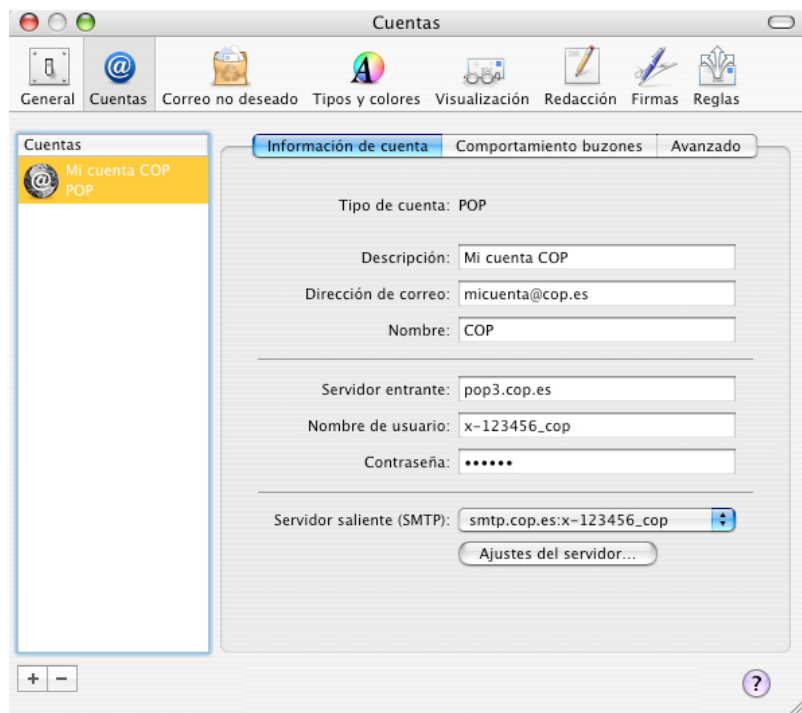 Cuentas
General Cuentas Correo no deseado Tipos y colores Visualización Redacción Firmas Reglas
Cuentas
Mi cuenta COP
POP
Información de cuenta Comportamiento buzones Avanzado
Tipo de cuenta: POP
Descripción: Mi cuenta COP
Dirección de correo: micuenta@cop.es
Nombre: COP
Servidor entrante: pop3.cop.es
Nombre de usuario: x-123456_cop
Contraseña: ••••••
Servidor saliente (SMTP): smtp.cop.es:x-123456_cop
Ajustes del servidor...
+ − ?